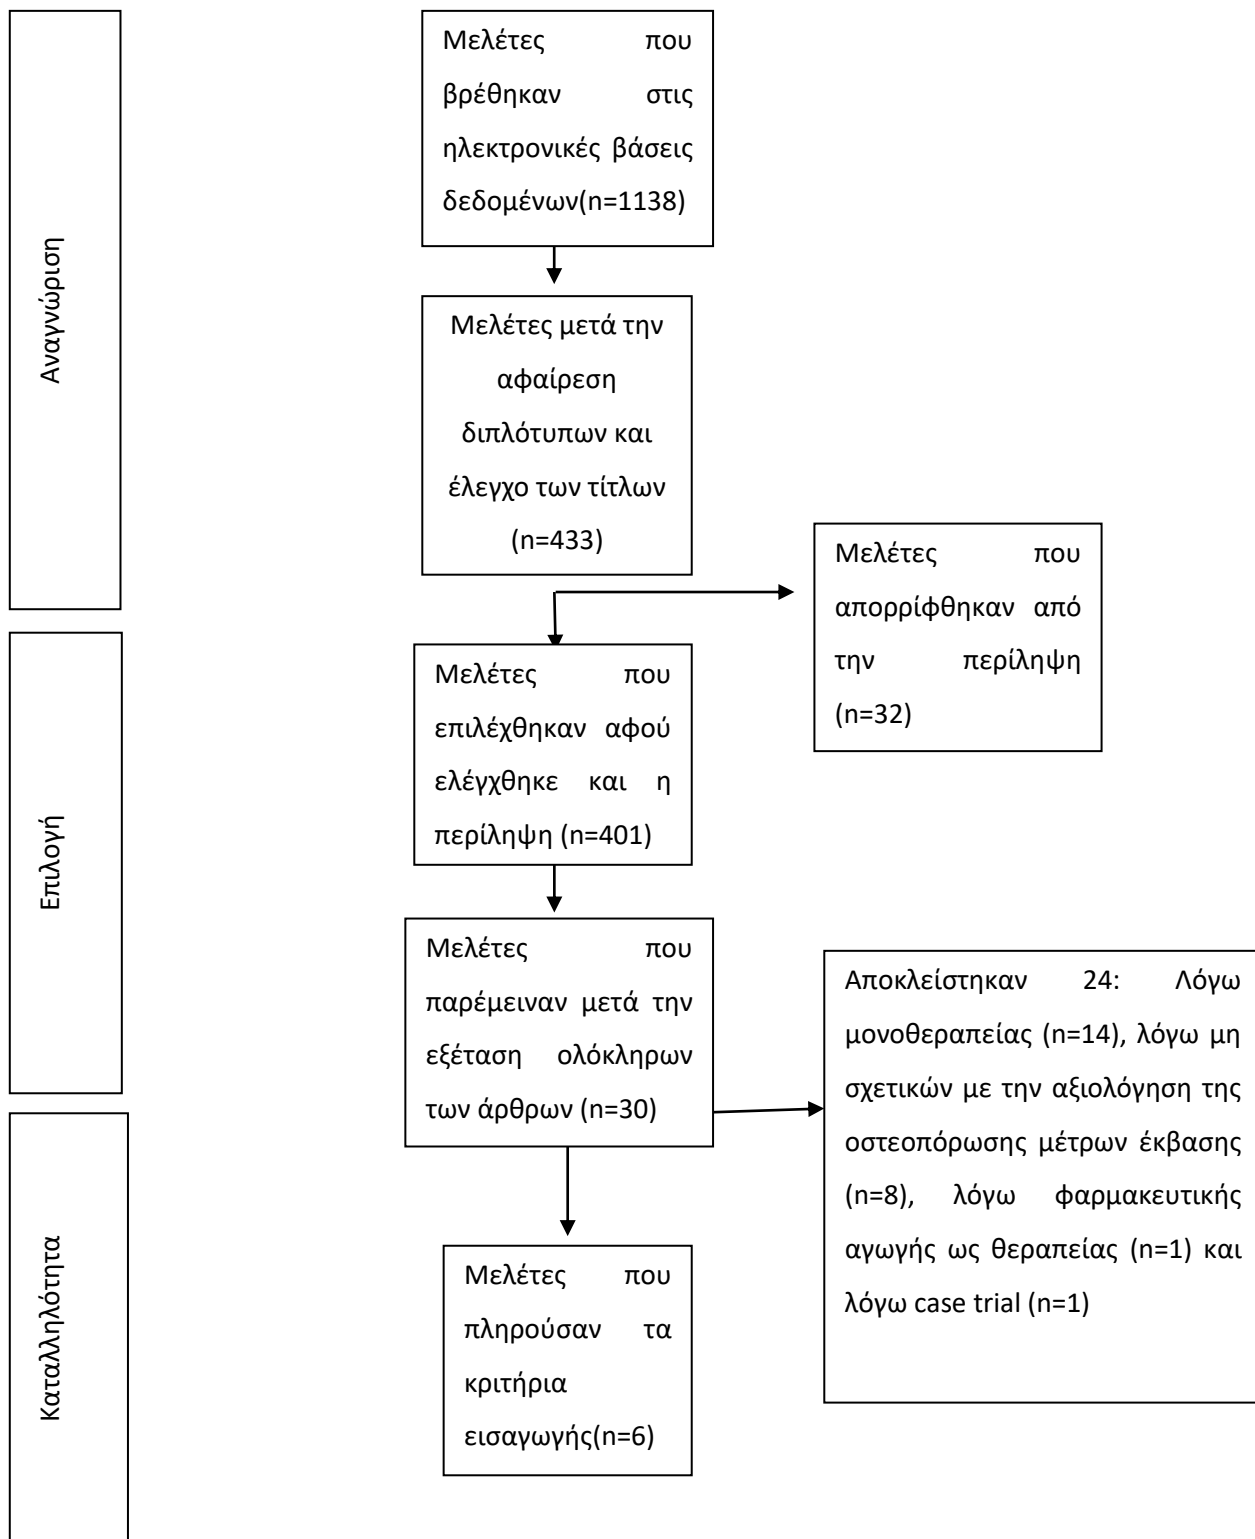 Αναγνώριση
Μελέτες που
βρέθηκαν στις
ηλεκτρονικές βάσεις
δεδομένων(n=1138)
Μελέτες μετά την
αφαίρεση
διπλότυπων και
έλεγχο των τίτλων
(n=433)
Μελέτες που
απορρίφθηκαν από
την περίληψη
(n=32)
Επιλογή
Μελέτες που
επιλέχθηκαν αφού
ελέγχθηκε και η
περίληψη (n=401)
Μελέτες που
παρέμειναν μετά την
εξέταση ολόκληρων
των άρθρων (n=30)
Αποκλείστηκαν 24: Λόγω
μονοθεραπείας (n=14), λόγω μη
σχετικών με την αξιολόγηση της
οστεοπόρωσης μέτρων έκβασης
(n=8), λόγω φαρμακευτικής
αγωγής ως θεραπείας (n=1) και
λόγω case trial (n=1)
Καταλληλότητα
Μελέτες που
πληρούσαν τα
κριτήρια
εισαγωγής(n=6)